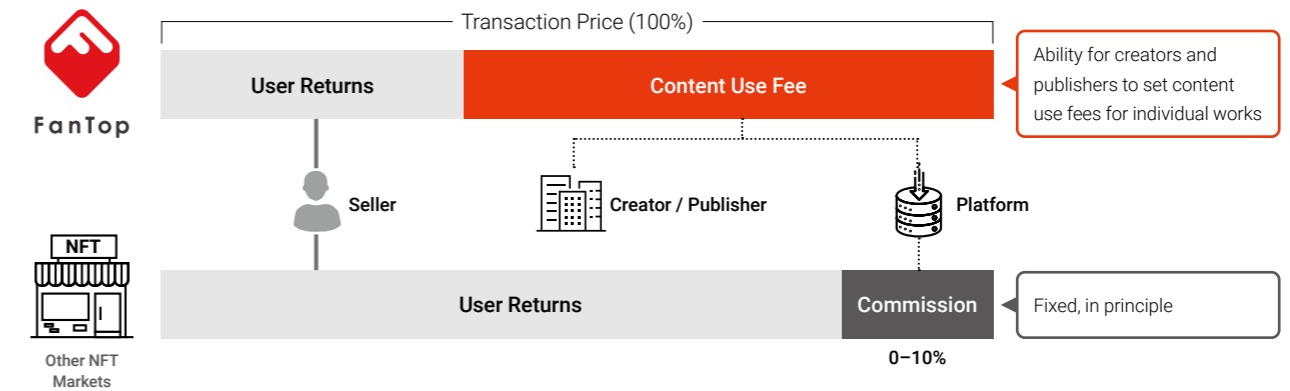 Transaction Price (100%)
FanTop
User Returns
Content Use Fee
Ability for creators and
publishers to set content
use fees for individual works
Seller
Creator / Publisher
Platform
NFT
Other NFT
Markets
User Returns
Commission
Fixed, in principle
0–10%